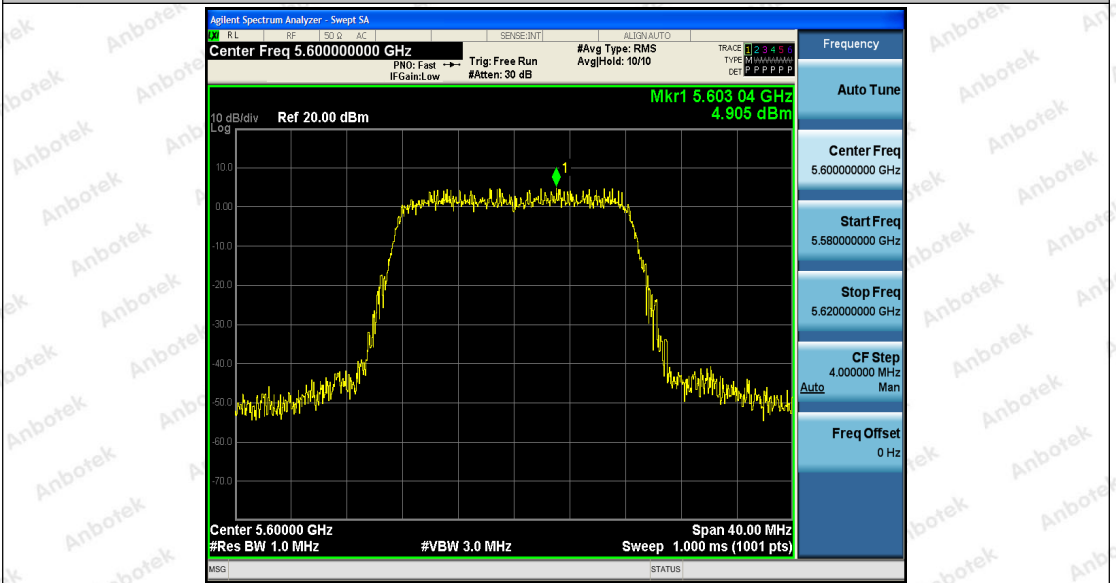 Agilent Spectrum Analyzer - Swept SA
RL RF 50 Ω AC SENSE:INT ALIGN AUTO
Center Freq 5.600000000 GHz
PNO: Fast
IFGain:Low
Trig: Free Run
#Atten: 30 dB
#Avg Type: RMS
Avg|Hold: 10/10
TRACE 1 2 3 4 5 6
TYPE M WWWWW
DET P P P P P P
Mkr1 5.603 04 GHz
4.905 dBm
10 dB/div Ref 20.00 dBm
Log
10.0
1
0.00
-10.0
-20.0
-30.0
-40.0
-50.0
-60.0
-70.0
Center 5.60000 GHz Span 40.00 MHz
#Res BW 1.0 MHz #VBW 3.0 MHz Sweep 1.000 ms (1001 pts)
MSG STATUS
Frequency
Auto Tune
Center Freq
5.600000000 GHz
Start Freq
5.580000000 GHz
Stop Freq
5.620000000 GHz
CF Step
4.000000 MHz
Auto Man
Freq Offset
0 Hz
Anbotek